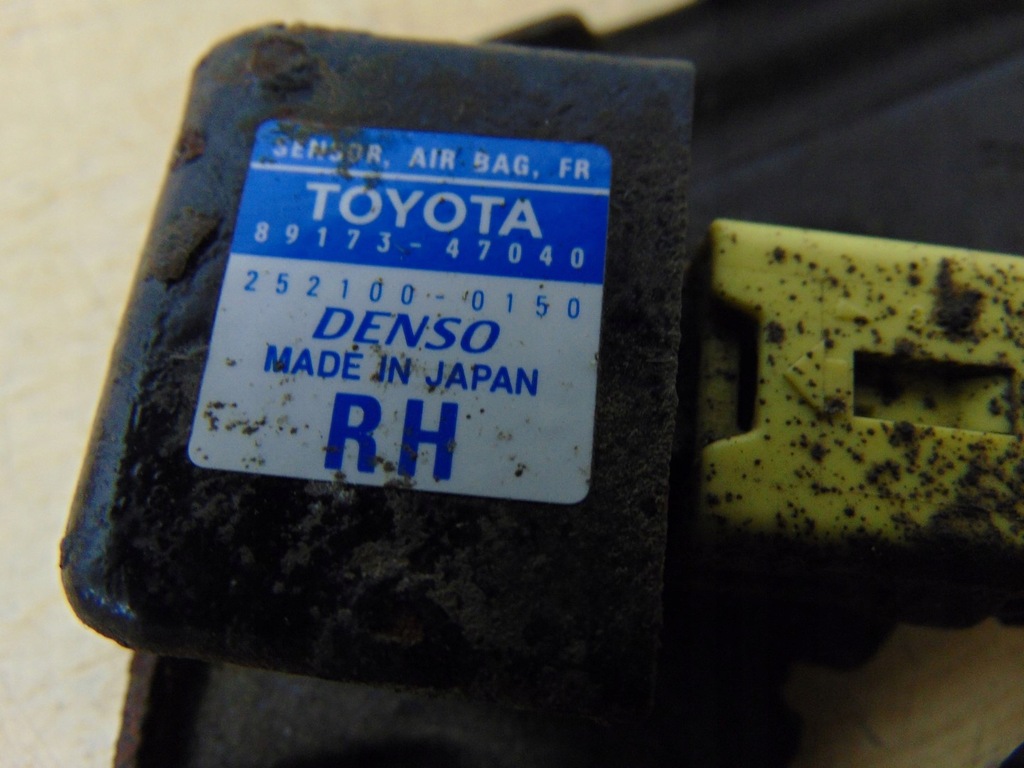 SENSOR, AIR BAG, FR
TOYOTA
89173-47040
252100-0150
DENSO
MADE IN JAPAN
RH